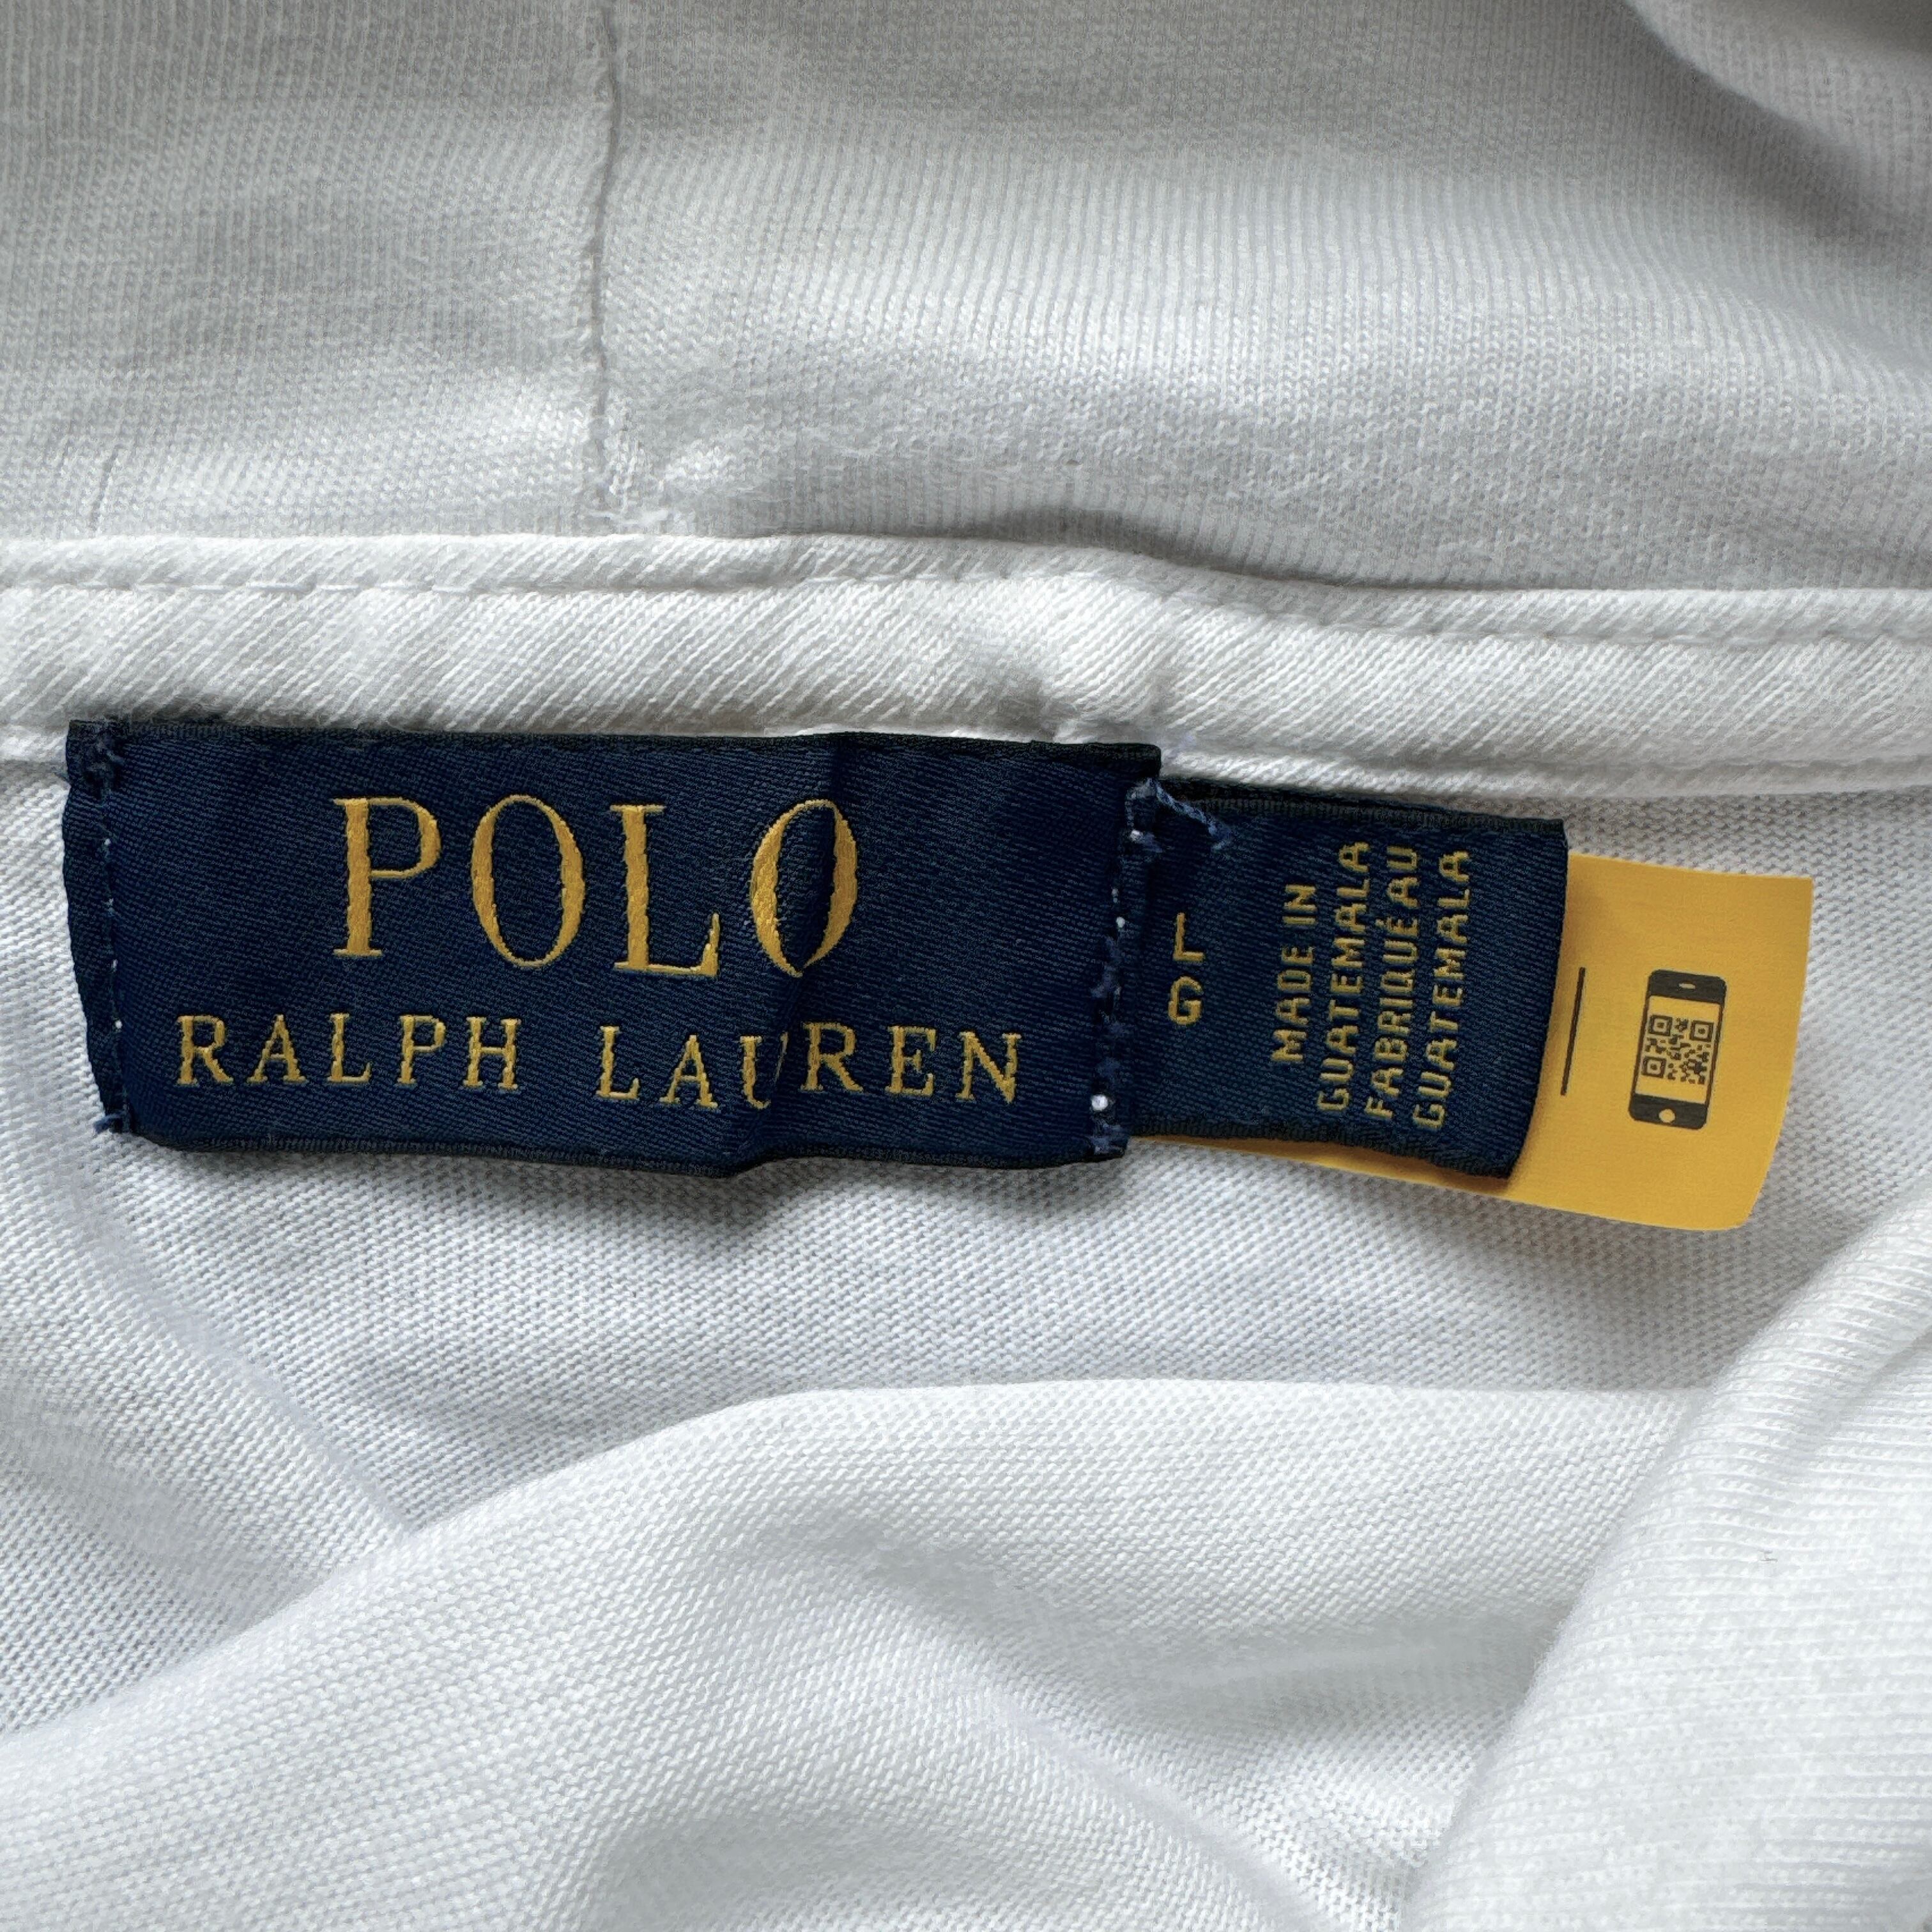 POLO
RALPH LAUREN
L
G
MADE IN
GUATEMALA
FABRIQUÉ AU
GUATEMALA